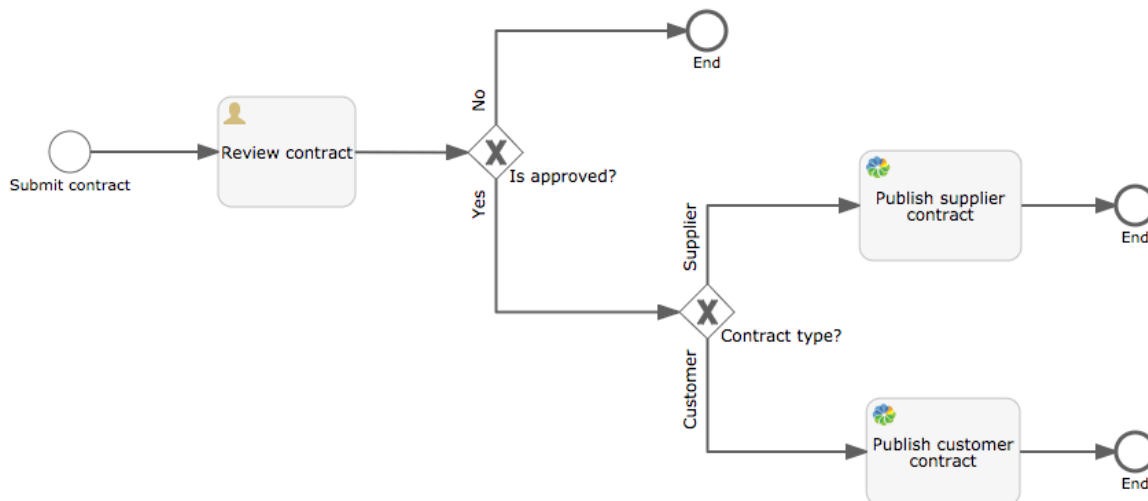 End
No
Review contract
Submit contract
Is approved?
Yes
Publish supplier
contract
Supplier
End
Contract type?
Customer
Publish customer
contract
End